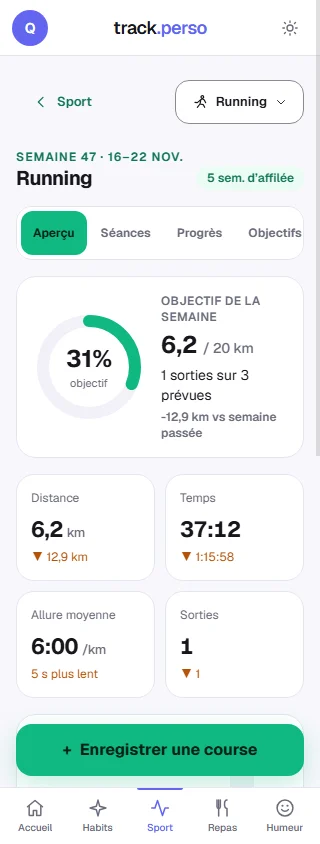 Q
track.perso
Sport
Running
SEMAINE 47 · 16–22 NOV.
Running
5 sem. d'affilée
Aperçu
Séances
Progrès
Objectifs
31%
objectif
OBJECTIF DE LA
SEMAINE
6,2 / 20 km
1 sorties sur 3
prévues
-12,9 km vs semaine
passée
Distance
6,2 km
▼ 12,9 km
Temps
37:12
▼ 1:15:58
Allure moyenne
6:00 /km
5 s plus lent
Sorties
1
▼ 1
+ Enregistrer une course
Accueil
Habits
Sport
Repas
Humeur